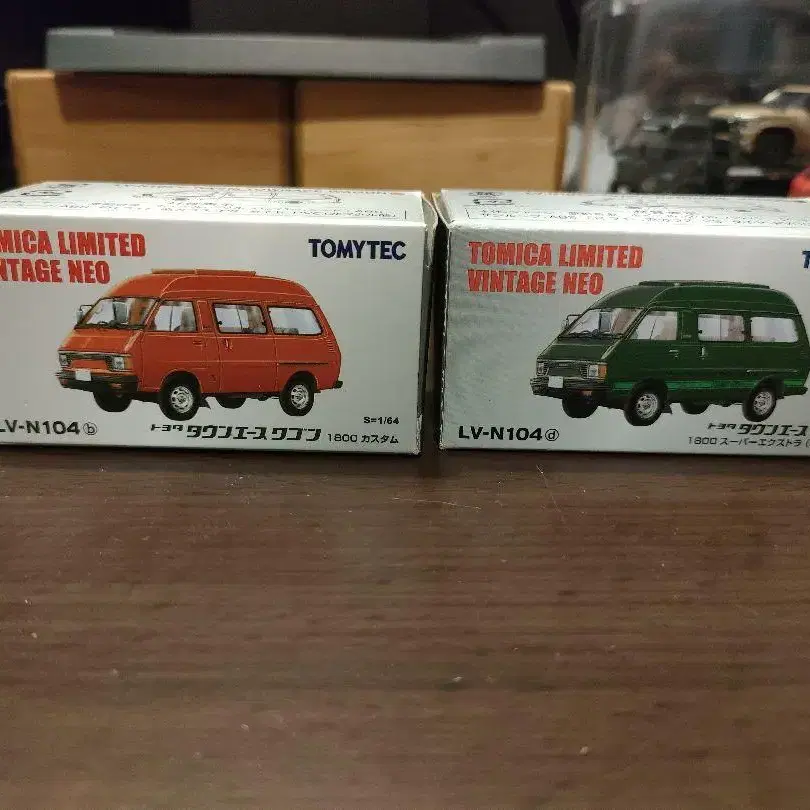 TOMICA LIMITED
VINTAGE NEO
TOMYTEC
S=1/64
LV-N104ⓑ
トヨタ タウンエース ワゴン
1800 カスタム
TOMICA LIMITED
VINTAGE NEO
LV-N104ⓓ
トヨタ タウンエース
1800 スーパーエクストラ(